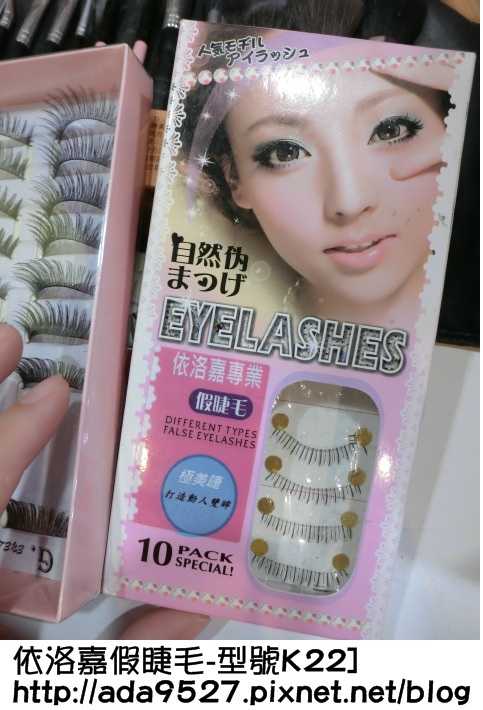 人気モデル
アイラッシュ
自然伪
まつげ
EYELASHES
依洛嘉專業
假睫毛
DIFFERENT TYPES
FALSE EYELASHES
極美睫
打造動人雙眸
10 PACK
SPECIAL!
依洛嘉假睫毛-型號K22]
http://ada9527.pixnet.net/blog